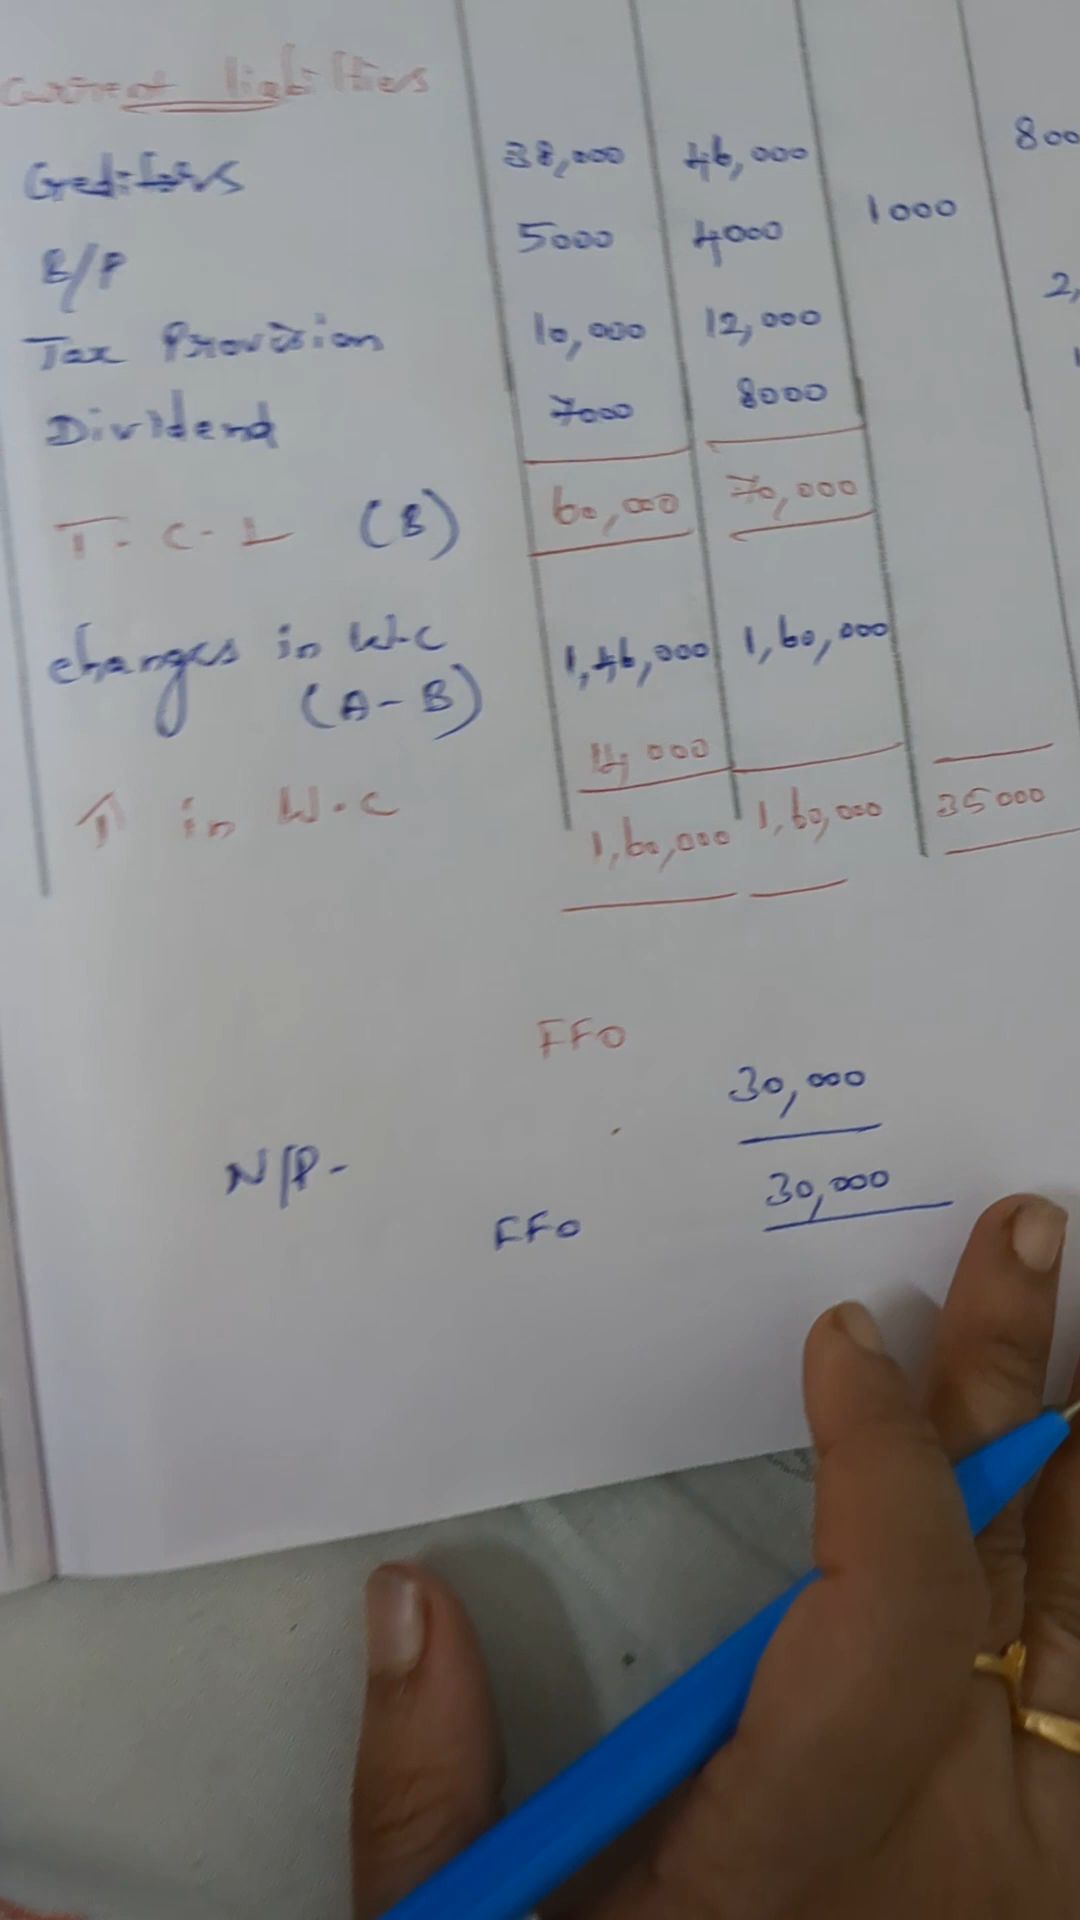 Current liabilities
Creditors 38,000 46,000 800
B/P 5000 4000 1000
Tax Provision 10,000 12,000 2,
Dividend 7000 8000 1
T.C.L (B) 60,000 70,000
changes in W.C 1,46,000 1,60,000
(A-B)
↑ in W.C 14,000
1,60,000 1,60,000 35000
FFO
30,000
N/P-
FFO 30,000